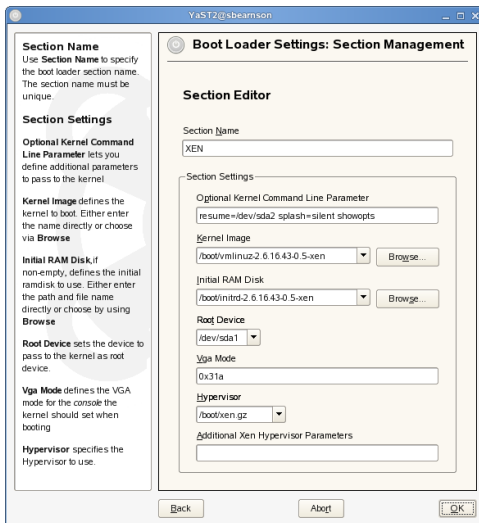 YaST2@sbearnson
Section Name
Use Section Name to specify
the boot loader section name.
The section name must be
unique.
Section Settings
Optional Kernel Command
Line Parameter lets you
define additional parameters
to pass to the kernel
Kernel Image defines the
kernel to boot. Either enter
the name directly or choose
via Browse
Initial RAM Disk,if
non-empty, defines the initial
ramdisk to use. Either enter
the path and file name
directly or choose by using
Browse
Root Device sets the device to
pass to the kernel as root
device.
Vga Mode defines the VGA
mode for the console the
kernel should set when
booting
Hypervisor specifies the
Hypervisor to use.
Boot Loader Settings: Section Management
Section Editor
Section Name
XEN
Section Settings
Optional Kernel Command Line Parameter
resume=/dev/sda2 splash=silent showopts
Kernel Image
/boot/vmlinuz-2.6.16.43-0.5-xen
Browse...
Initial RAM Disk
/boot/initrd-2.6.16.43-0.5-xen
Browse...
Root Device
/dev/sda1
Vga Mode
0x31a
Hypervisor
/boot/xen.gz
Additional Xen Hypervisor Parameters
Back
Abort
OK